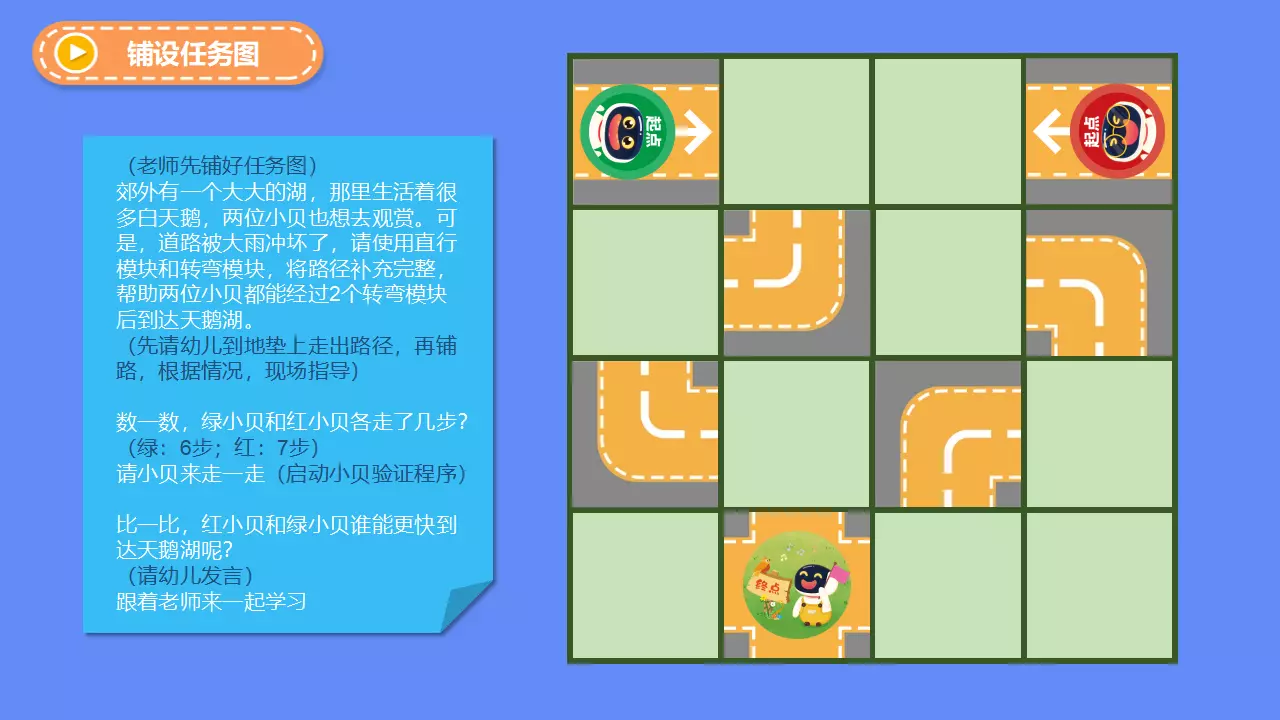 铺设任务图
（老师先铺好任务图）
郊外有一个大大的湖，那里生活着很
多白天鹅，两位小贝也想去观赏。可
是，道路被大雨冲坏了，请使用直行
模块和转弯模块，将路径补充完整，
帮助两位小贝都能经过2个转弯模块
后到达天鹅湖。
（先请幼儿到地垫上走出路径，再铺
路，根据情况，现场指导）
数一数，绿小贝和红小贝各走了几步？
（绿：6步；红：7步）
请小贝来走一走（启动小贝验证程序）
比一比，红小贝和绿小贝谁能更快到
达天鹅湖呢？
（请幼儿发言）
跟着老师来一起学习
起点
起点
终点